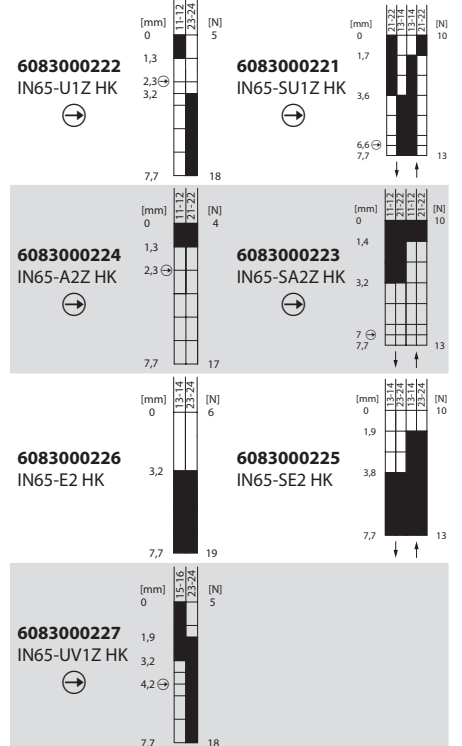 [mm] 11-12 23-24 [N]
0 5
1,3
2,3
3,2
7,7 18
6083000222
IN65-U1Z HK
[mm] 21-22 13-14 13-14 21-22 [N]
0 10
1,7
3,6
6,6
7,7 13
6083000221
IN65-SU1Z HK
[mm] 11-12 21-22 [N]
0 4
1,3
2,3
7,7 17
6083000224
IN65-A2Z HK
[mm] 11-12 21-22 11-12 21-22 [N]
0 10
1,4
3,2
7
7,7 13
6083000223
IN65-SA2Z HK
[mm] 13-14 23-24 [N]
0 6
3,2
7,7 19
6083000226
IN65-E2 HK
[mm] 13-14 23-24 13-14 23-24 [N]
0 10
1,9
3,8
7,7 13
6083000225
IN65-SE2 HK
[mm] 15-16 23-24 [N]
0 5
1,9
3,2
4,2
7,7 18
6083000227
IN65-UV1Z HK